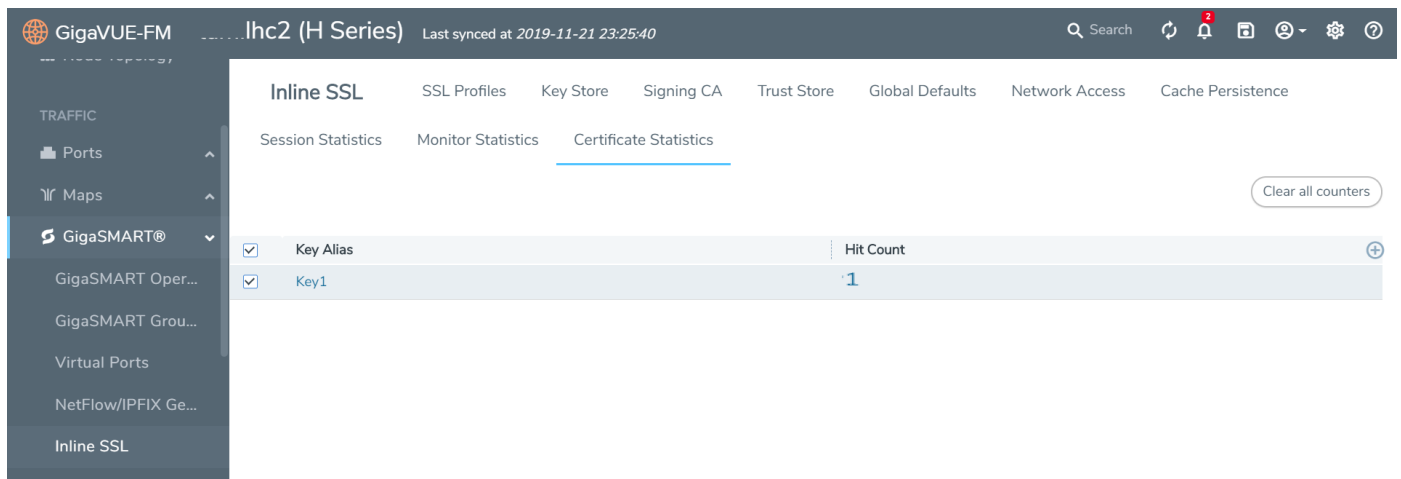 GigaVUE-FM lhc2 (H Series) Last synced at 2019-11-21 23:25:40 Search 2
Node Topology
Inline SSL SSL Profiles Key Store Signing CA Trust Store Global Defaults Network Access Cache Persistence
TRAFFIC
Session Statistics Monitor Statistics Certificate Statistics
Ports
Maps
Clear all counters
GigaSMART®
Key Alias Hit Count
GigaSMART Oper...
Key1 1
GigaSMART Grou...
Virtual Ports
NetFlow/IPFIX Ge...
Inline SSL